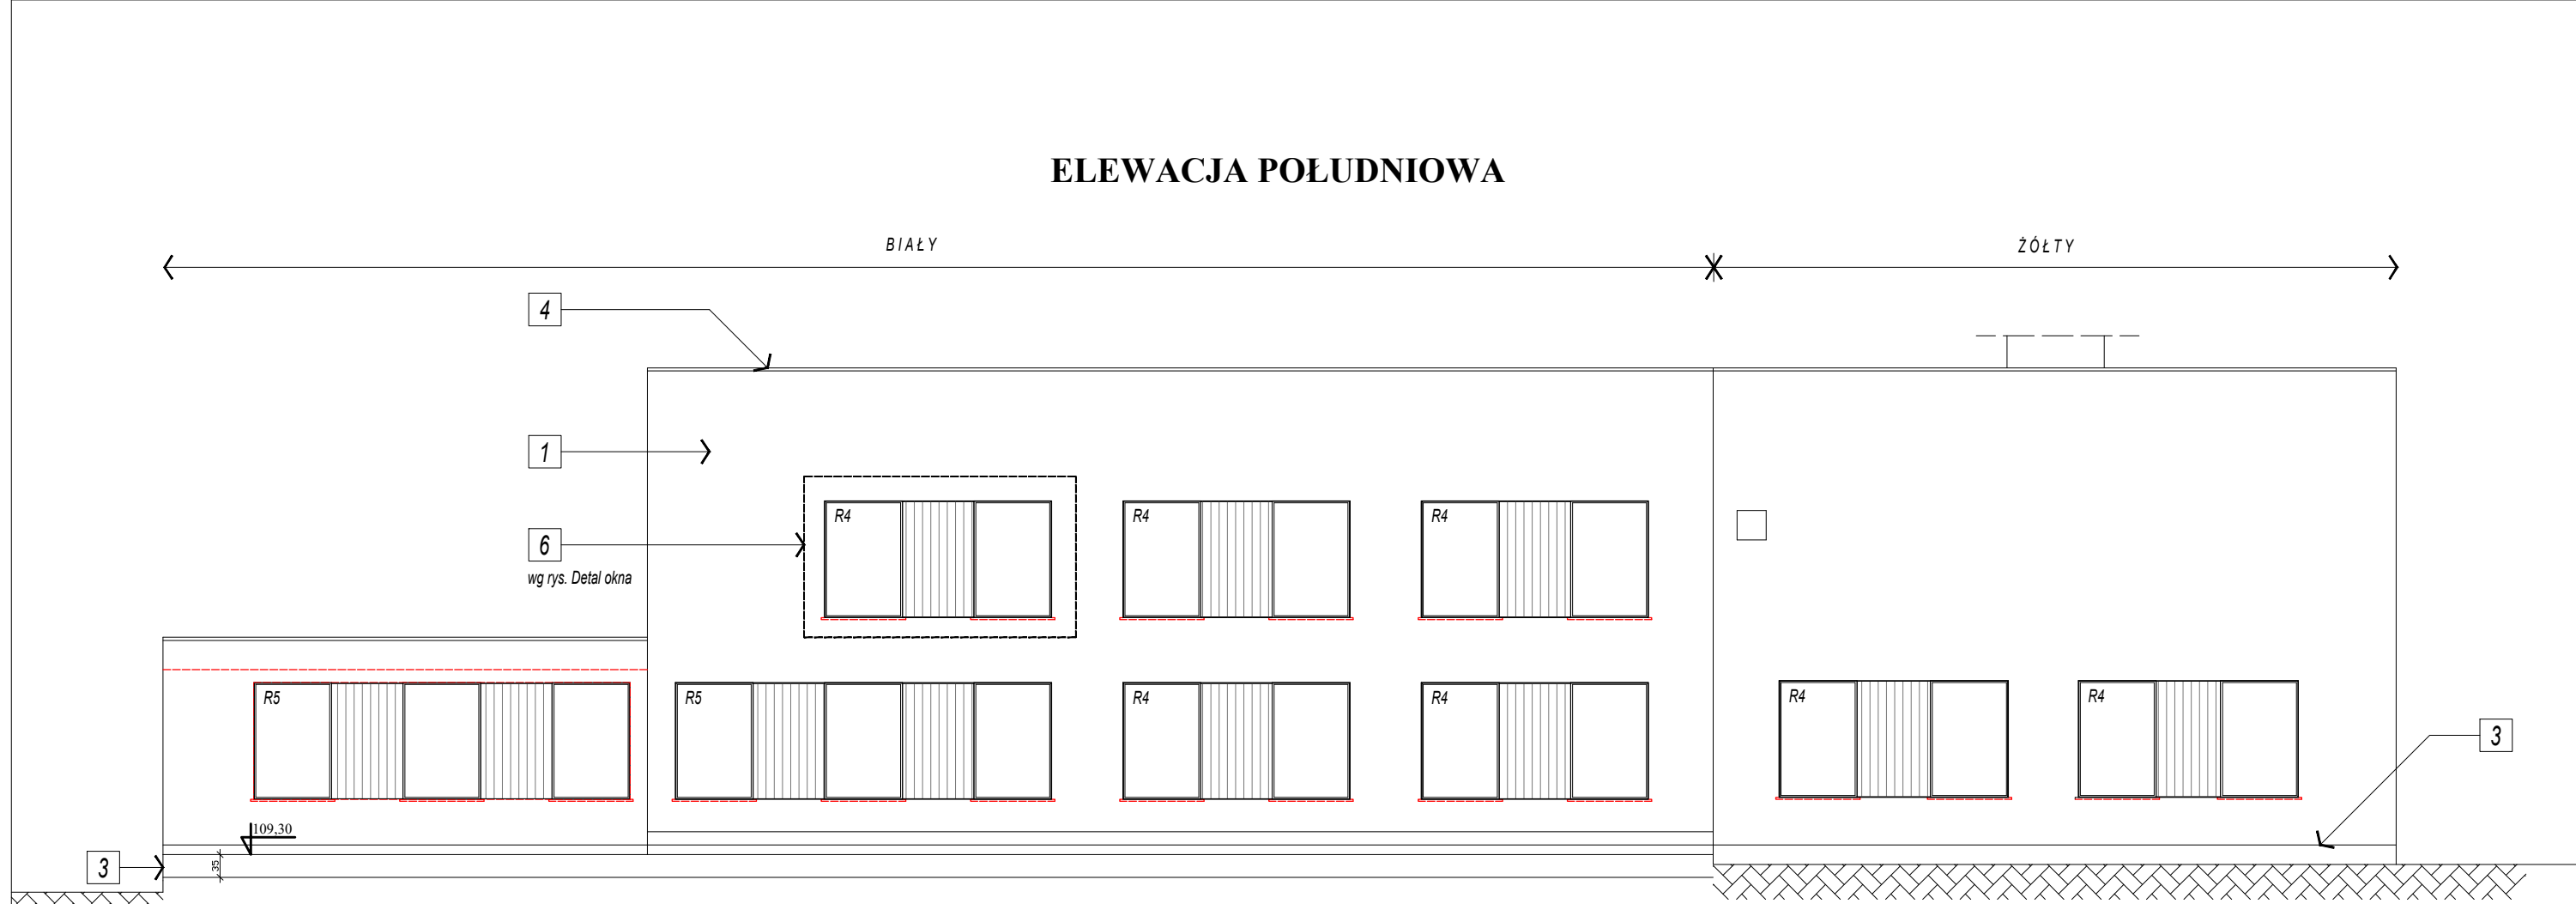 ELEWACJA POŁUDNIOWA
BIAŁY
ŻÓŁTY
4
1
6
wg rys. Detal okna
R4
R4
R4
R5
R5
R4
R4
R4
R4
3
109,30
35
3